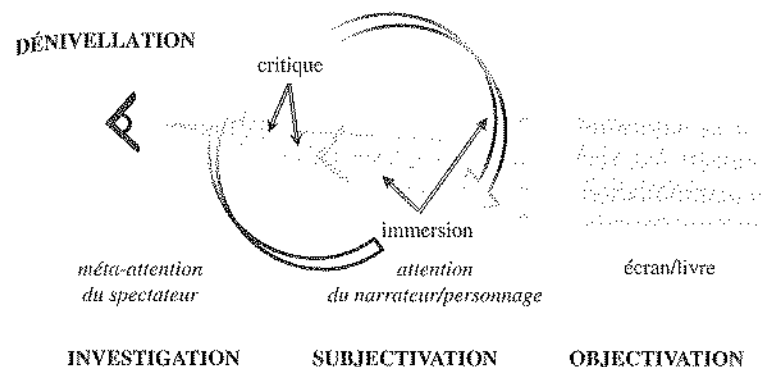 DÉNIVELLATION
critique
immersion
méta-attention
du spectateur
attention
du narrateur/personnage
écran/livre
INVESTIGATION
SUBJECTIVATION
OBJECTIVATION